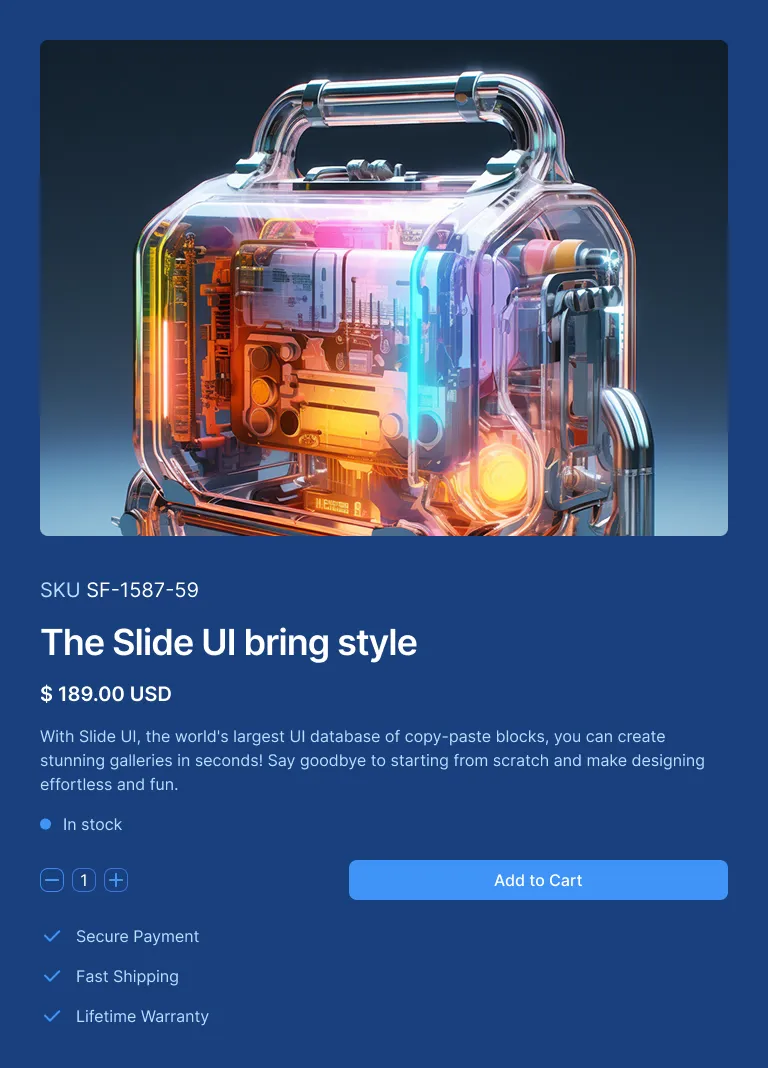 SKU SF-1587-59
The Slide UI bring style
$ 189.00 USD
With Slide UI, the world's largest UI database of copy-paste blocks, you can create
stunning galleries in seconds! Say goodbye to starting from scratch and make designing
effortless and fun.
In stock
1
Add to Cart
Secure Payment
Fast Shipping
Lifetime Warranty